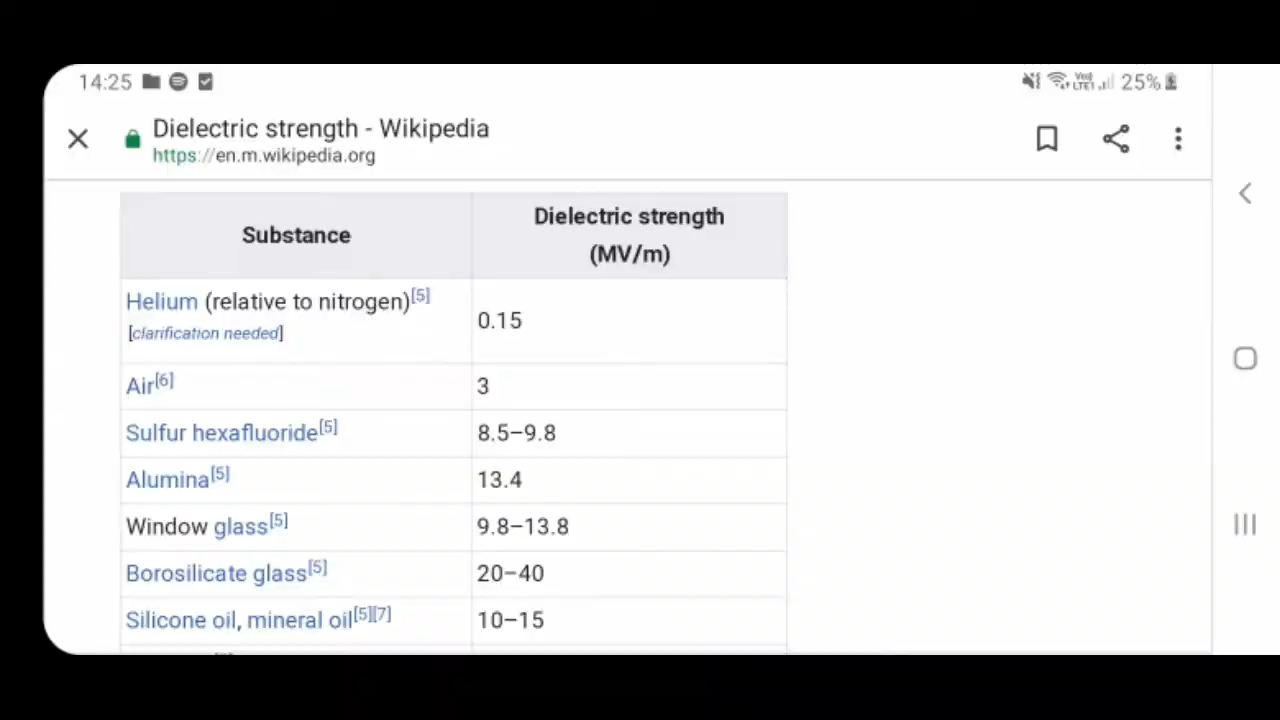 14:25 25%
Dielectric strength - Wikipedia
https://en.m.wikipedia.org
Substance
Dielectric strength
(MV/m)
Helium (relative to nitrogen)[5]
[clarification needed]
0.15
Air[6] 3
Sulfur hexafluoride[5] 8.5–9.8
Alumina[5] 13.4
Window glass[5] 9.8–13.8
Borosilicate glass[5] 20–40
Silicone oil, mineral oil[5][7] 10–15